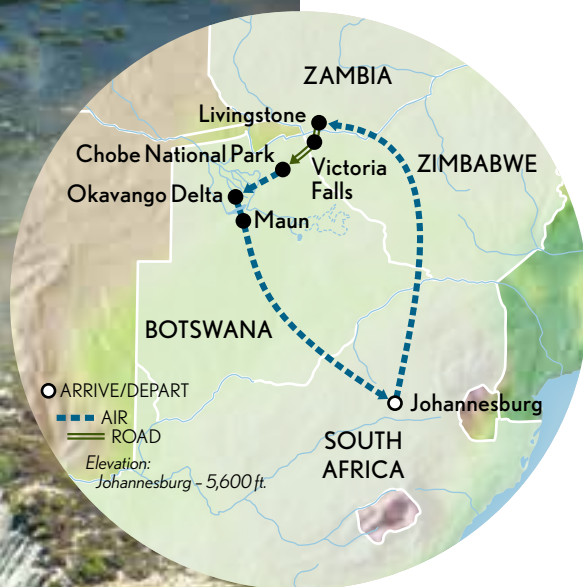 ZAMBIA
Livingstone
Chobe National Park
Victoria
Falls
ZIMBABWE
Okavango Delta
Maun
BOTSWANA
ARRIVE/DEPART
AIR
ROAD
Elevation:
Johannesburg – 5,600 ft.
Johannesburg
SOUTH
AFRICA